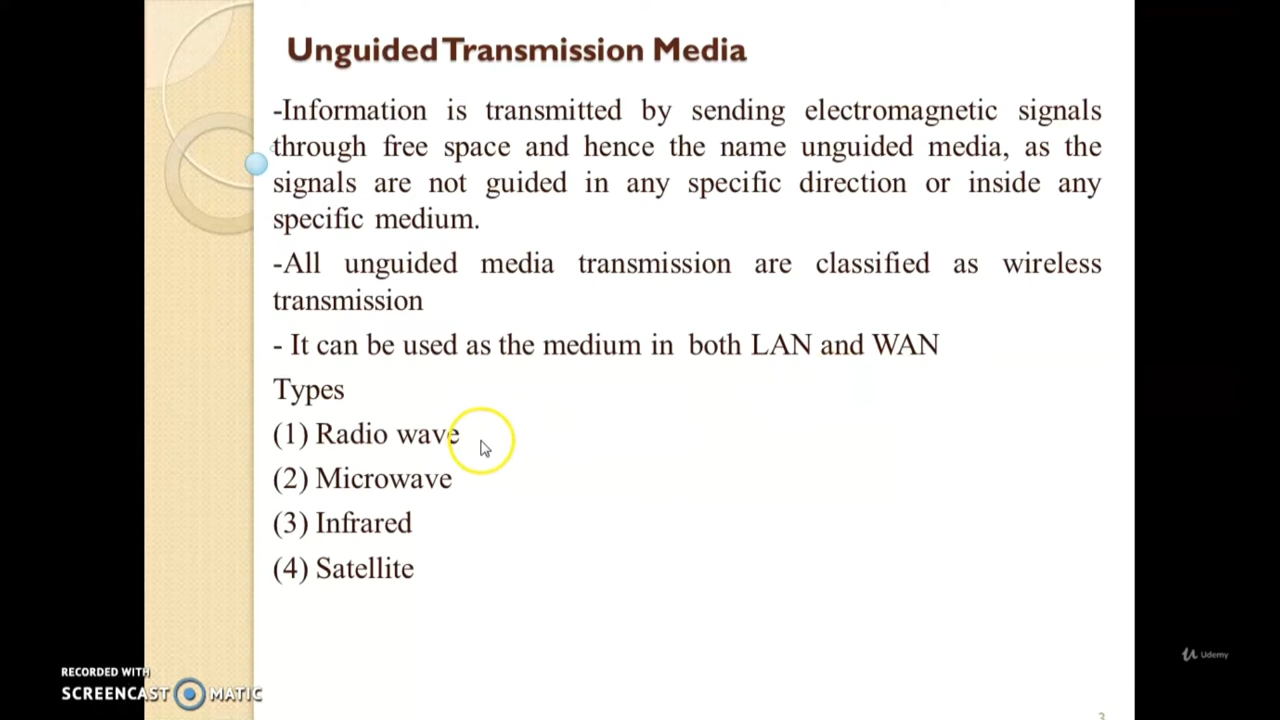 Unguided Transmission Media
-Information is transmitted by sending electromagnetic signals
through free space and hence the name unguided media, as the
signals are not guided in any specific direction or inside any
specific medium.
-All unguided media transmission are classified as wireless
transmission
- It can be used as the medium in both LAN and WAN
Types
(1) Radio wave
(2) Microwave
(3) Infrared
(4) Satellite
Udemy
RECORDED WITH
SCREENCAST MATIC
3